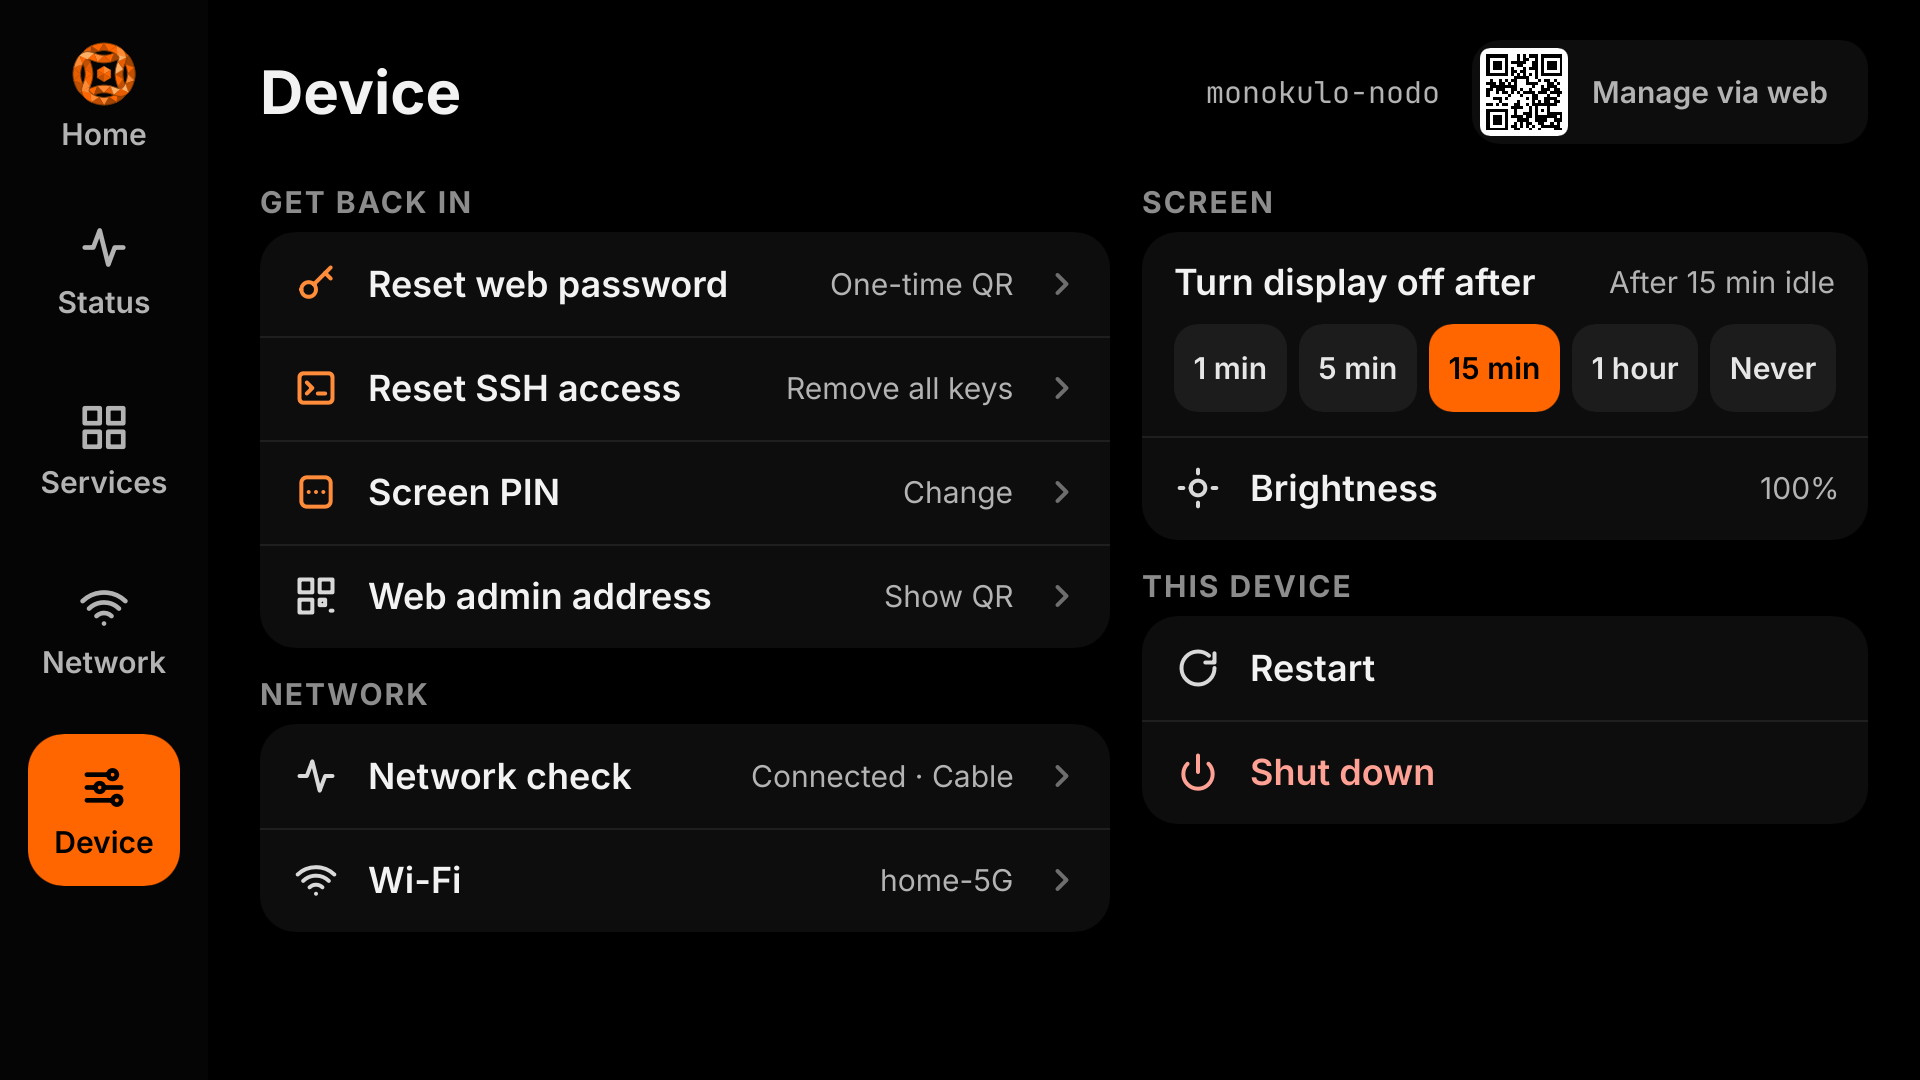 Home
Status
Services
Network
Device
Device
monokulo-nodo
Manage via web
GET BACK IN
Reset web password
One-time QR
Reset SSH access
Remove all keys
Screen PIN
Change
Web admin address
Show QR
NETWORK
Network check
Connected · Cable
Wi-Fi
home-5G
SCREEN
Turn display off after
After 15 min idle
1 min
5 min
15 min
1 hour
Never
Brightness
100%
THIS DEVICE
Restart
Shut down